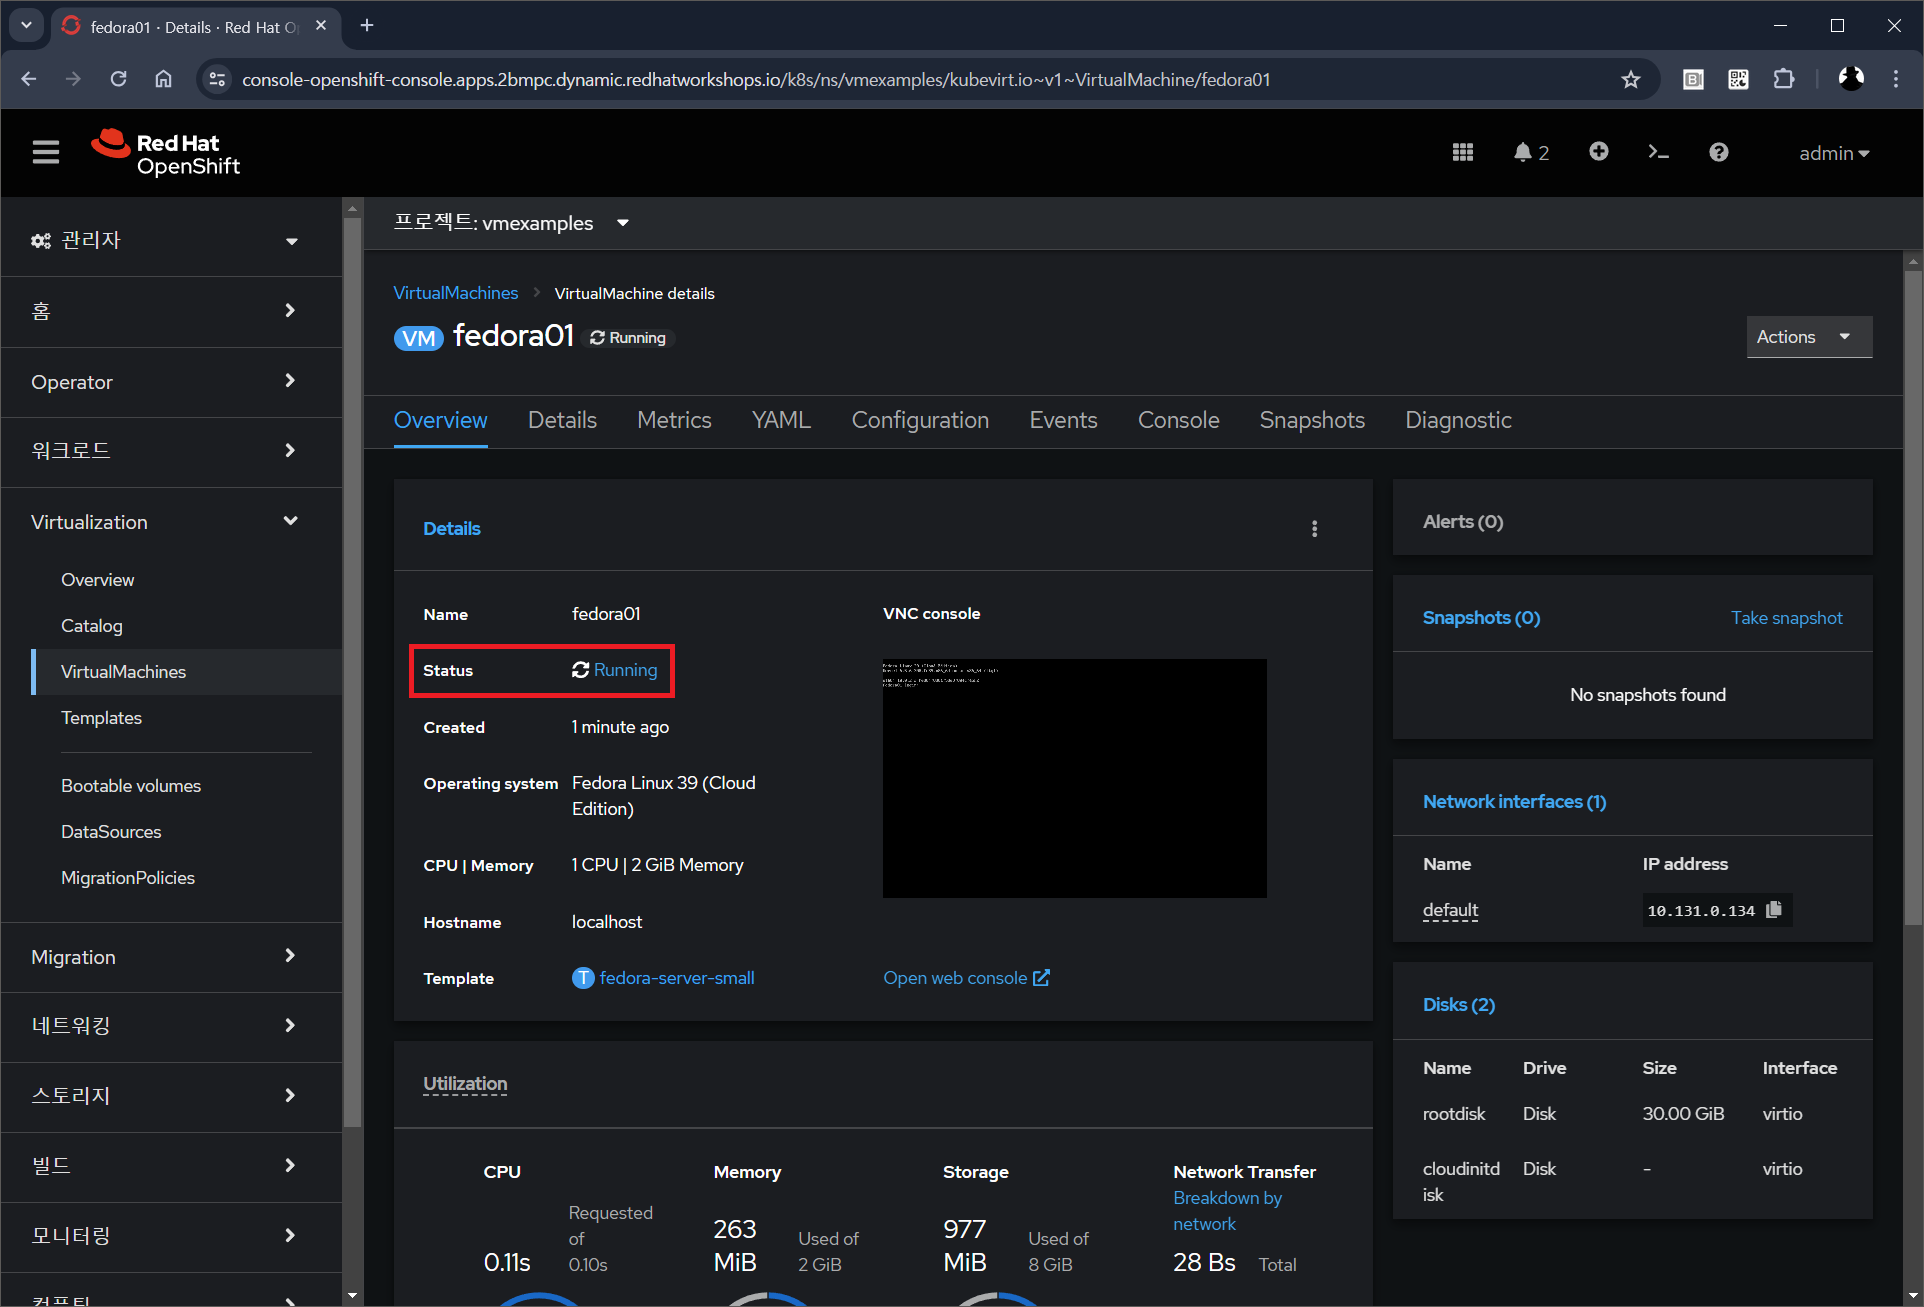 fedora01 · Details · Red Hat O
console-openshift-console.apps.2bmpc.dynamic.redhatworkshops.io/k8s/ns/vmexamples/kubevirt.io~v1~VirtualMachine/fedora01
Red Hat
OpenShift
2
admin
관리자
홈
Operator
워크로드
Virtualization
Overview
Catalog
VirtualMachines
Templates
Bootable volumes
DataSources
MigrationPolicies
Migration
네트워킹
스토리지
빌드
모니터링
프로젝트: vmexamples
VirtualMachines VirtualMachine details
VM fedora01 Running
Actions
Overview Details Metrics YAML Configuration Events Console Snapshots Diagnostic
Details
Name fedora01
Status Running
Created 1 minute ago
Operating system Fedora Linux 39 (Cloud
Edition)
CPU | Memory 1 CPU | 2 GiB Memory
Hostname localhost
Template T fedora-server-small
VNC console
Open web console
Utilization
CPU
0.11s
Requested
of
0.10s
Memory
263
MiB
Used of
2 GiB
Storage
977
MiB
Used of
8 GiB
Network Transfer
Breakdown by
network
28 Bs Total
Alerts (0)
Snapshots (0) Take snapshot
No snapshots found
Network interfaces (1)
Name IP address
default 10.131.0.134
Disks (2)
Name Drive Size Interface
rootdisk Disk 30.00 GiB virtio
cloudinitd Disk - virtio
isk